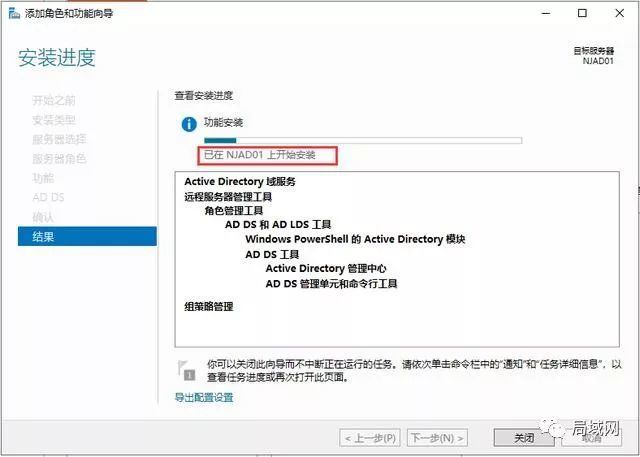 添加角色和功能向导
安装进度
目标服务器
NJAD01
开始之前
安装类型
服务器选择
服务器角色
功能
AD DS
确认
结果
查看安装进度
功能安装
已在 NJAD01 上开始安装
Active Directory 域服务
远程服务器管理工具
角色管理工具
AD DS 和 AD LDS 工具
Windows PowerShell 的 Active Directory 模块
AD DS 工具
Active Directory 管理中心
AD DS 管理单元和命令行工具
组策略管理
你可以关闭此向导而不中断正在运行的任务。请依次单击命令栏中的“通知”和“任务详细信息”，以
查看任务进度或再次打开此页面。
导出配置设置
< 上一步(P)
下一步(N) >
关闭
取消
局域网